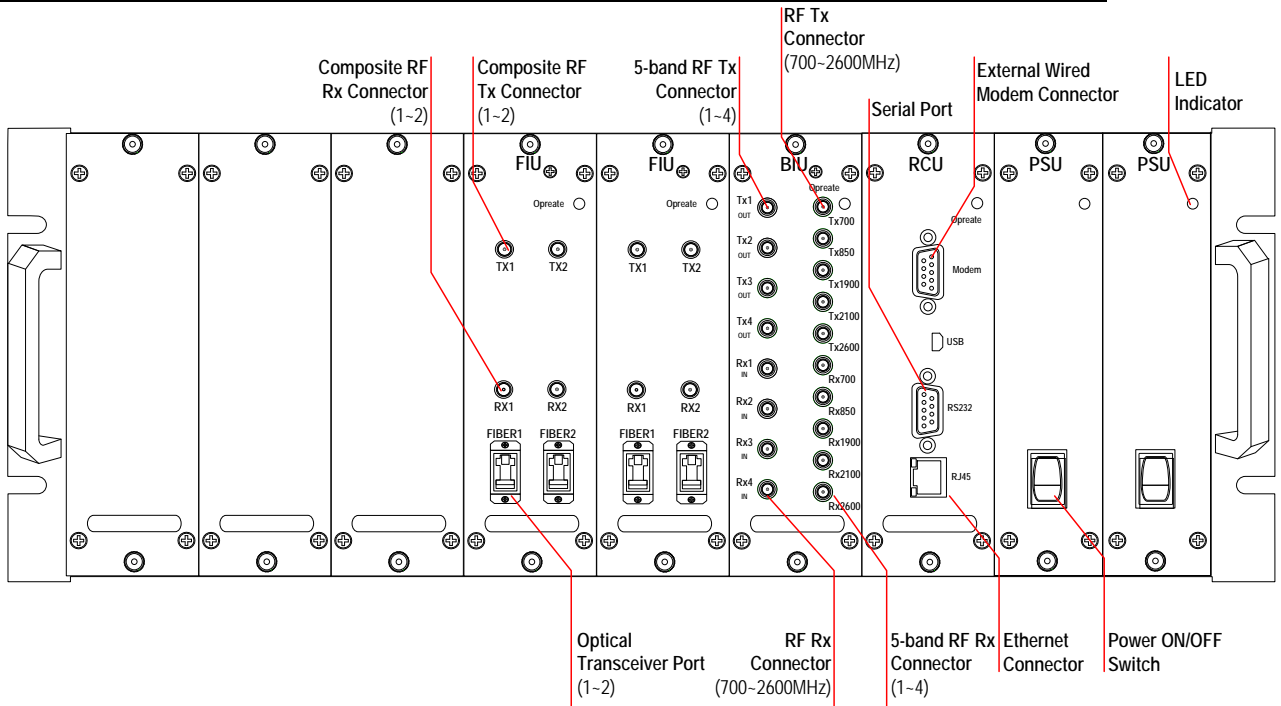 RF Tx
Connector
(700~2600MHz)
Composite RF
Rx Connector
(1~2)
Composite RF
Tx Connector
(1~2)
5-band RF Tx
Connector
(1~4)
Serial Port
External Wired
Modem Connector
LED
Indicator
FIU
Opreate
TX1 TX2
RX1 RX2
FIBER1 FIBER2
FIU
Opreate
TX1 TX2
RX1 RX2
FIBER1 FIBER2
BIU
Opreate
Tx1
OUT
Tx2
OUT
Tx3
OUT
Tx4
OUT
Rx1
IN
Rx2
IN
Rx3
IN
Rx4
IN
Tx700
Tx850
Tx1900
Tx2100
Tx2600
Rx700
Rx850
Rx1900
Rx2100
Rx2600
RCU
Opreate
Modem
USB
RS232
RJ45
PSU
PSU
Optical
Transceiver Port
(1~2)
RF Rx
Connector
(700~2600MHz)
5-band RF Rx
Connector
(1~4)
Ethernet
Connector
Power ON/OFF
Switch